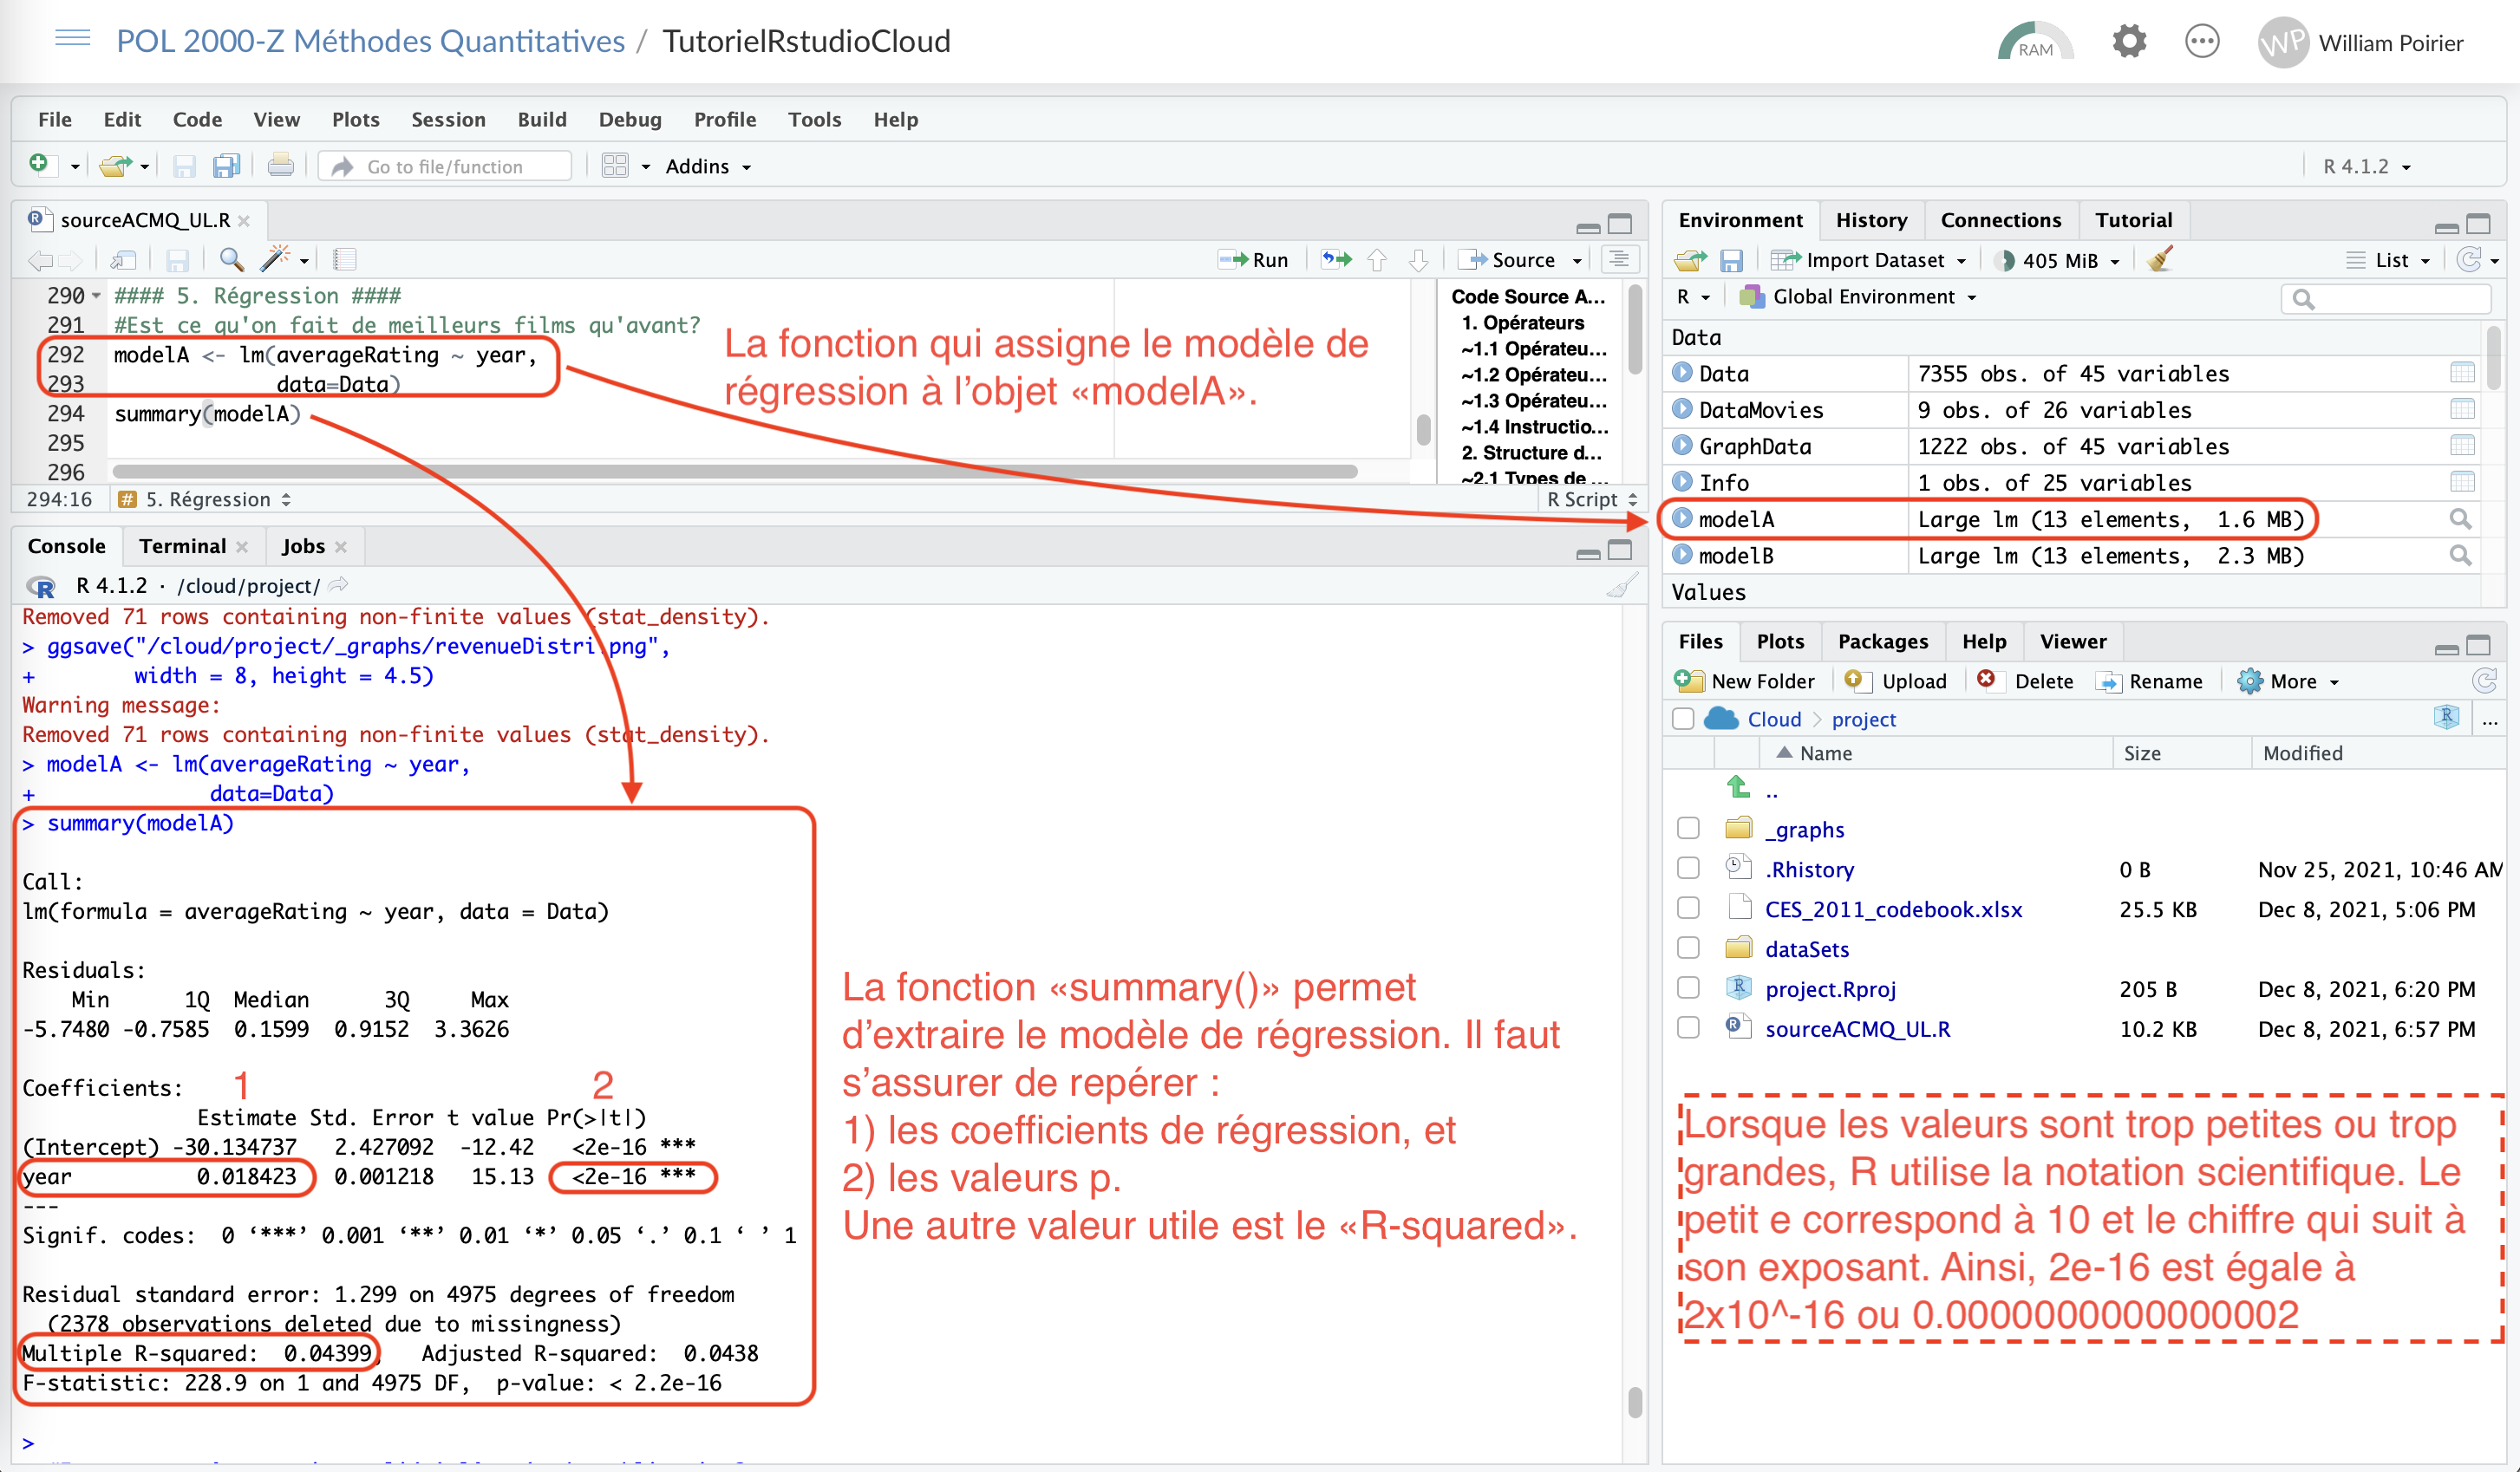 POL 2000-Z Méthodes Quantitatives / TutorielRstudioCloud
RAM
WP William Poirier
File Edit Code View Plots Session Build Debug Profile Tools Help
Go to file/function
Addins
R 4.1.2
sourceACMQ_UL.R
Run
Source
290 #### 5. Régression ####
291 #Est ce qu'on fait de meilleurs films qu'avant?
292 modelA <- lm(averageRating ~ year,
293 data=Data)
294 summary(modelA)
295
296
La fonction qui assigne le modèle de
régression à l'objet «modelA».
Code Source A...
1. Opérateurs
~1.1 Opérateu...
~1.2 Opérateu...
~1.3 Opérateu...
~1.4 Instructio...
2. Structure d...
~2.1 Types de ...
294:16 # 5. Régression R Script
Console Terminal Jobs
R 4.1.2 · /cloud/project/
Removed 71 rows containing non-finite values (stat_density).
> ggsave("/cloud/project/_graphs/revenueDistri.png",
+ width = 8, height = 4.5)
Warning message:
Removed 71 rows containing non-finite values (stat_density).
> modelA <- lm(averageRating ~ year,
+ data=Data)
> summary(modelA)
Call:
lm(formula = averageRating ~ year, data = Data)
Residuals:
Min 1Q Median 3Q Max
-5.7480 -0.7585 0.1599 0.9152 3.3626
Coefficients: 1 2
Estimate Std. Error t value Pr(>|t|)
(Intercept) -30.134737 2.427092 -12.42 <2e-16 ***
year 0.018423 0.001218 15.13 <2e-16 ***
---
Signif. codes: 0 ‘***’ 0.001 ‘**’ 0.01 ‘*’ 0.05 ‘.’ 0.1 ‘ ’ 1
Residual standard error: 1.299 on 4975 degrees of freedom
(2378 observations deleted due to missingness)
Multiple R-squared: 0.04399, Adjusted R-squared: 0.0438
F-statistic: 228.9 on 1 and 4975 DF, p-value: < 2.2e-16
>
La fonction «summary()» permet
d'extraire le modèle de régression. Il faut
s'assurer de repérer :
1) les coefficients de régression, et
2) les valeurs p.
Une autre valeur utile est le «R-squared».
Environment History Connections Tutorial
Import Dataset 405 MiB List
R Global Environment
Data
Data 7355 obs. of 45 variables
DataMovies 9 obs. of 26 variables
GraphData 1222 obs. of 45 variables
Info 1 obs. of 25 variables
modelA Large lm (13 elements, 1.6 MB)
modelB Large lm (13 elements, 2.3 MB)
Values
Files Plots Packages Help Viewer
New Folder Upload Delete Rename More
Cloud project ...
Name Size Modified
..
_graphs
.Rhistory 0 B Nov 25, 2021, 10:46 AM
CES_2011_codebook.xlsx 25.5 KB Dec 8, 2021, 5:06 PM
dataSets
project.Rproj 205 B Dec 8, 2021, 6:20 PM
sourceACMQ_UL.R 10.2 KB Dec 8, 2021, 6:57 PM
Lorsque les valeurs sont trop petites ou trop
grandes, R utilise la notation scientifique. Le
petit e correspond à 10 et le chiffre qui suit à
son exposant. Ainsi, 2e-16 est égale à
2x10^-16 ou 0.0000000000000002